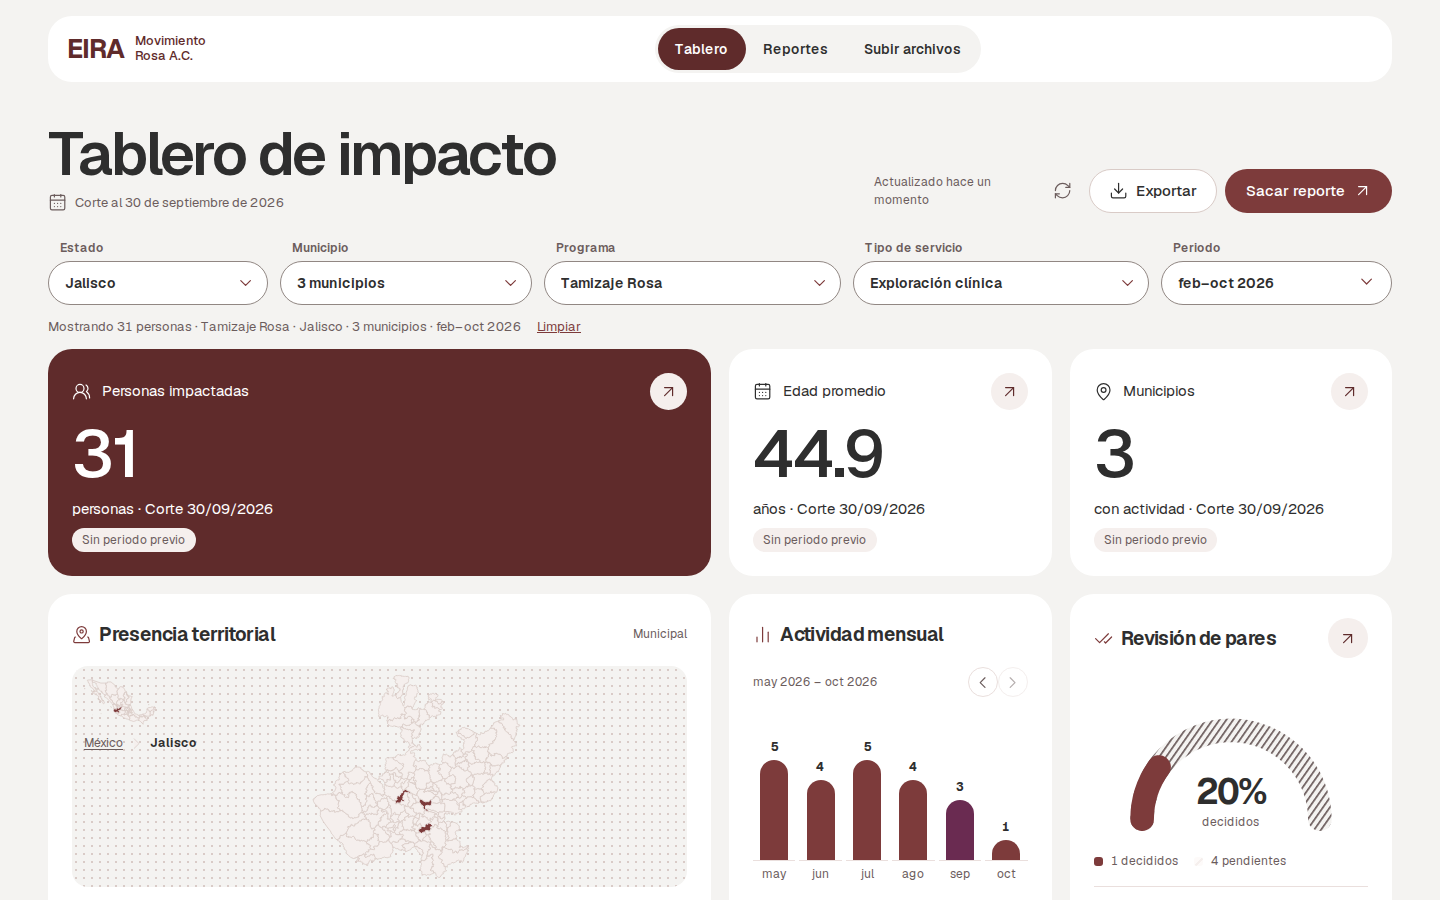 EIRA
Movimiento
Rosa A.C.
Tablero
Reportes
Subir archivos
Tablero de impacto
Corte al 30 de septiembre de 2026
Actualizado hace un
momento
Exportar
Sacar reporte
Estado
Municipio
Programa
Tipo de servicio
Periodo
Jalisco
3 municipios
Tamizaje Rosa
Exploración clínica
feb–oct 2026
Mostrando 31 personas · Tamizaje Rosa · Jalisco · 3 municipios · feb–oct 2026
Limpiar
Personas impactadas
31
personas · Corte 30/09/2026
Sin periodo previo
Edad promedio
44.9
años · Corte 30/09/2026
Sin periodo previo
Municipios
3
con actividad · Corte 30/09/2026
Sin periodo previo
Presencia territorial
Municipal
México
Jalisco
Actividad mensual
may 2026 – oct 2026
5
4
5
4
3
1
may
jun
jul
ago
sep
oct
Revisión de pares
20%
decididos
1 decididos
4 pendientes